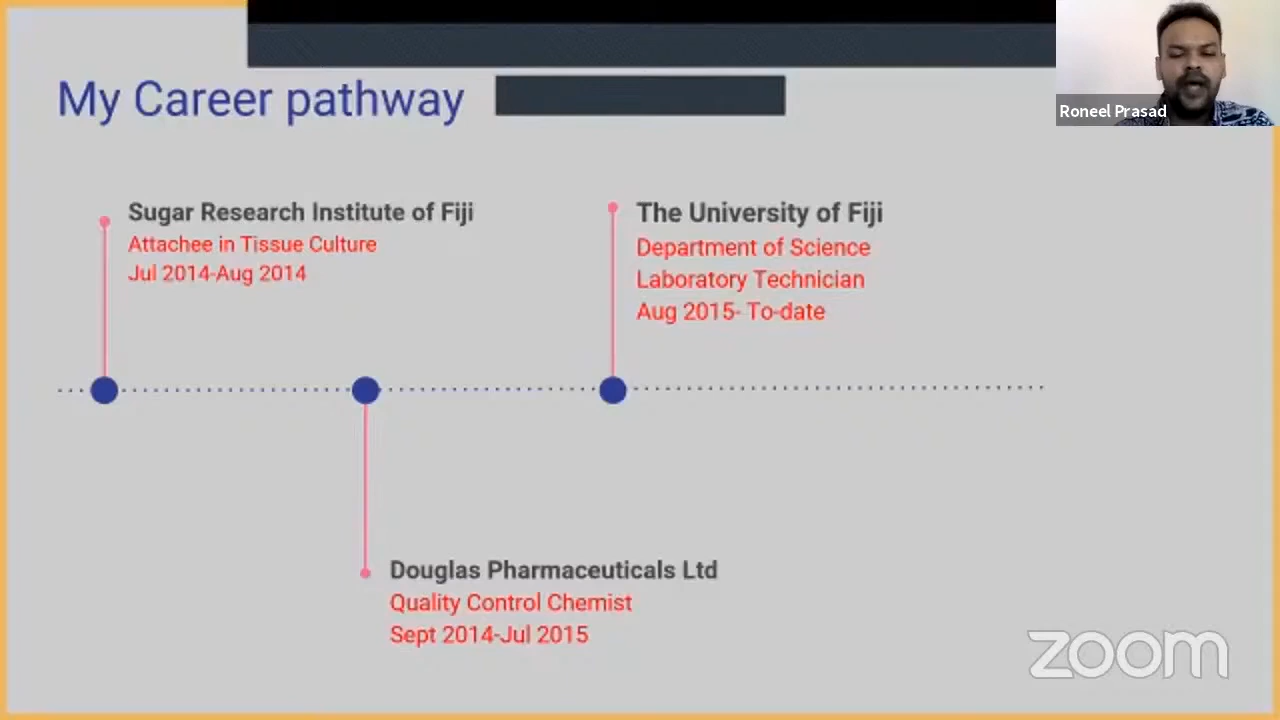 My Career pathway
Roneel Prasad
Sugar Research Institute of Fiji
Attachee in Tissue Culture
Jul 2014-Aug 2014
The University of Fiji
Department of Science
Laboratory Technician
Aug 2015- To-date
Douglas Pharmaceuticals Ltd
Quality Control Chemist
Sept 2014-Jul 2015
zoom